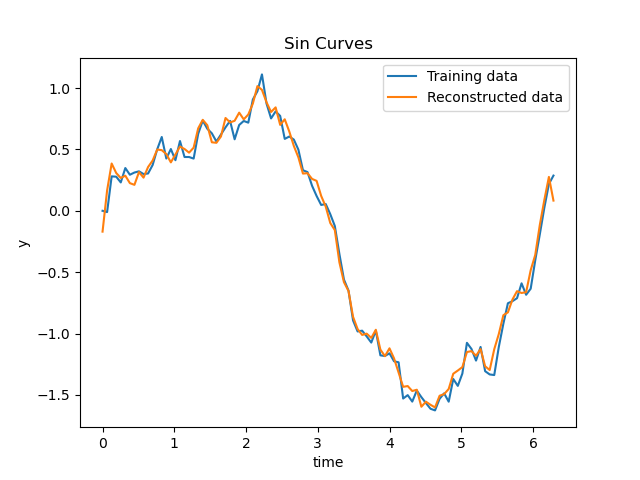 Sin Curves
Training data
Reconstructed data
y
1.0
0.5
0.0
−0.5
−1.0
−1.5
0 1 2 3 4 5 6
time